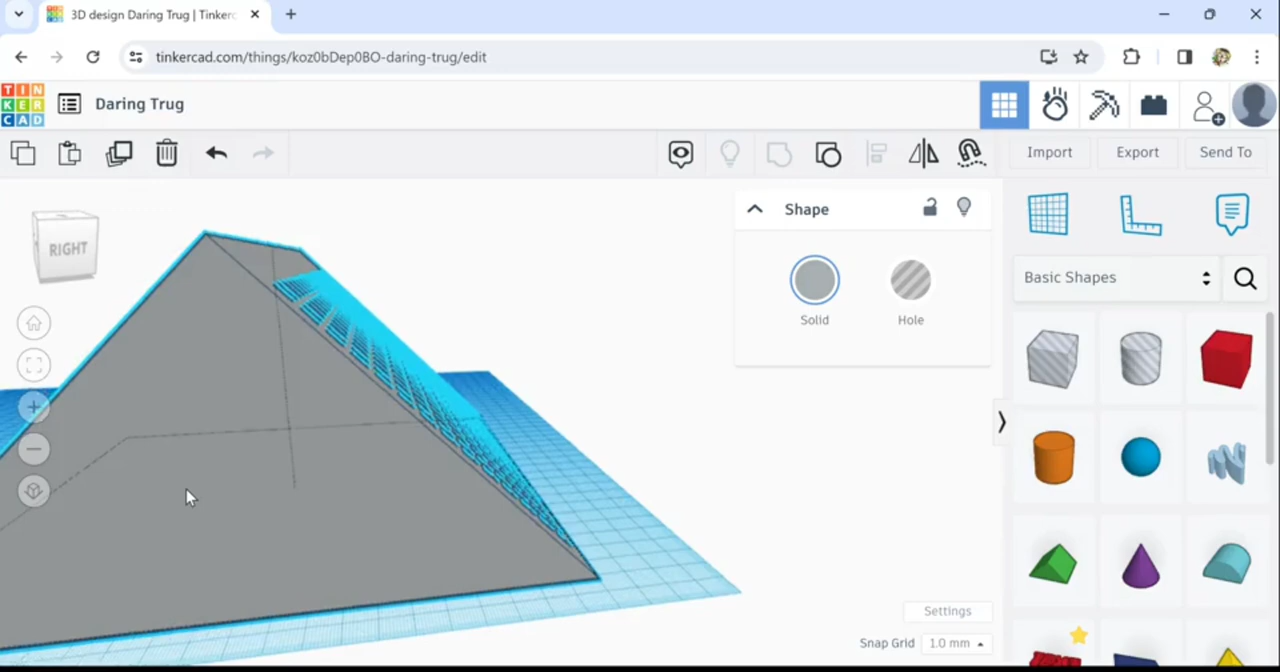 3D design Daring Trug | Tinkerc
tinkercad.com/things/koz0bDep0BO-daring-trug/edit
TIN
KER
CAD
Daring Trug
Import
Export
Send To
RIGHT
Shape
Solid
Hole
Basic Shapes
Settings
Snap Grid
1.0 mm